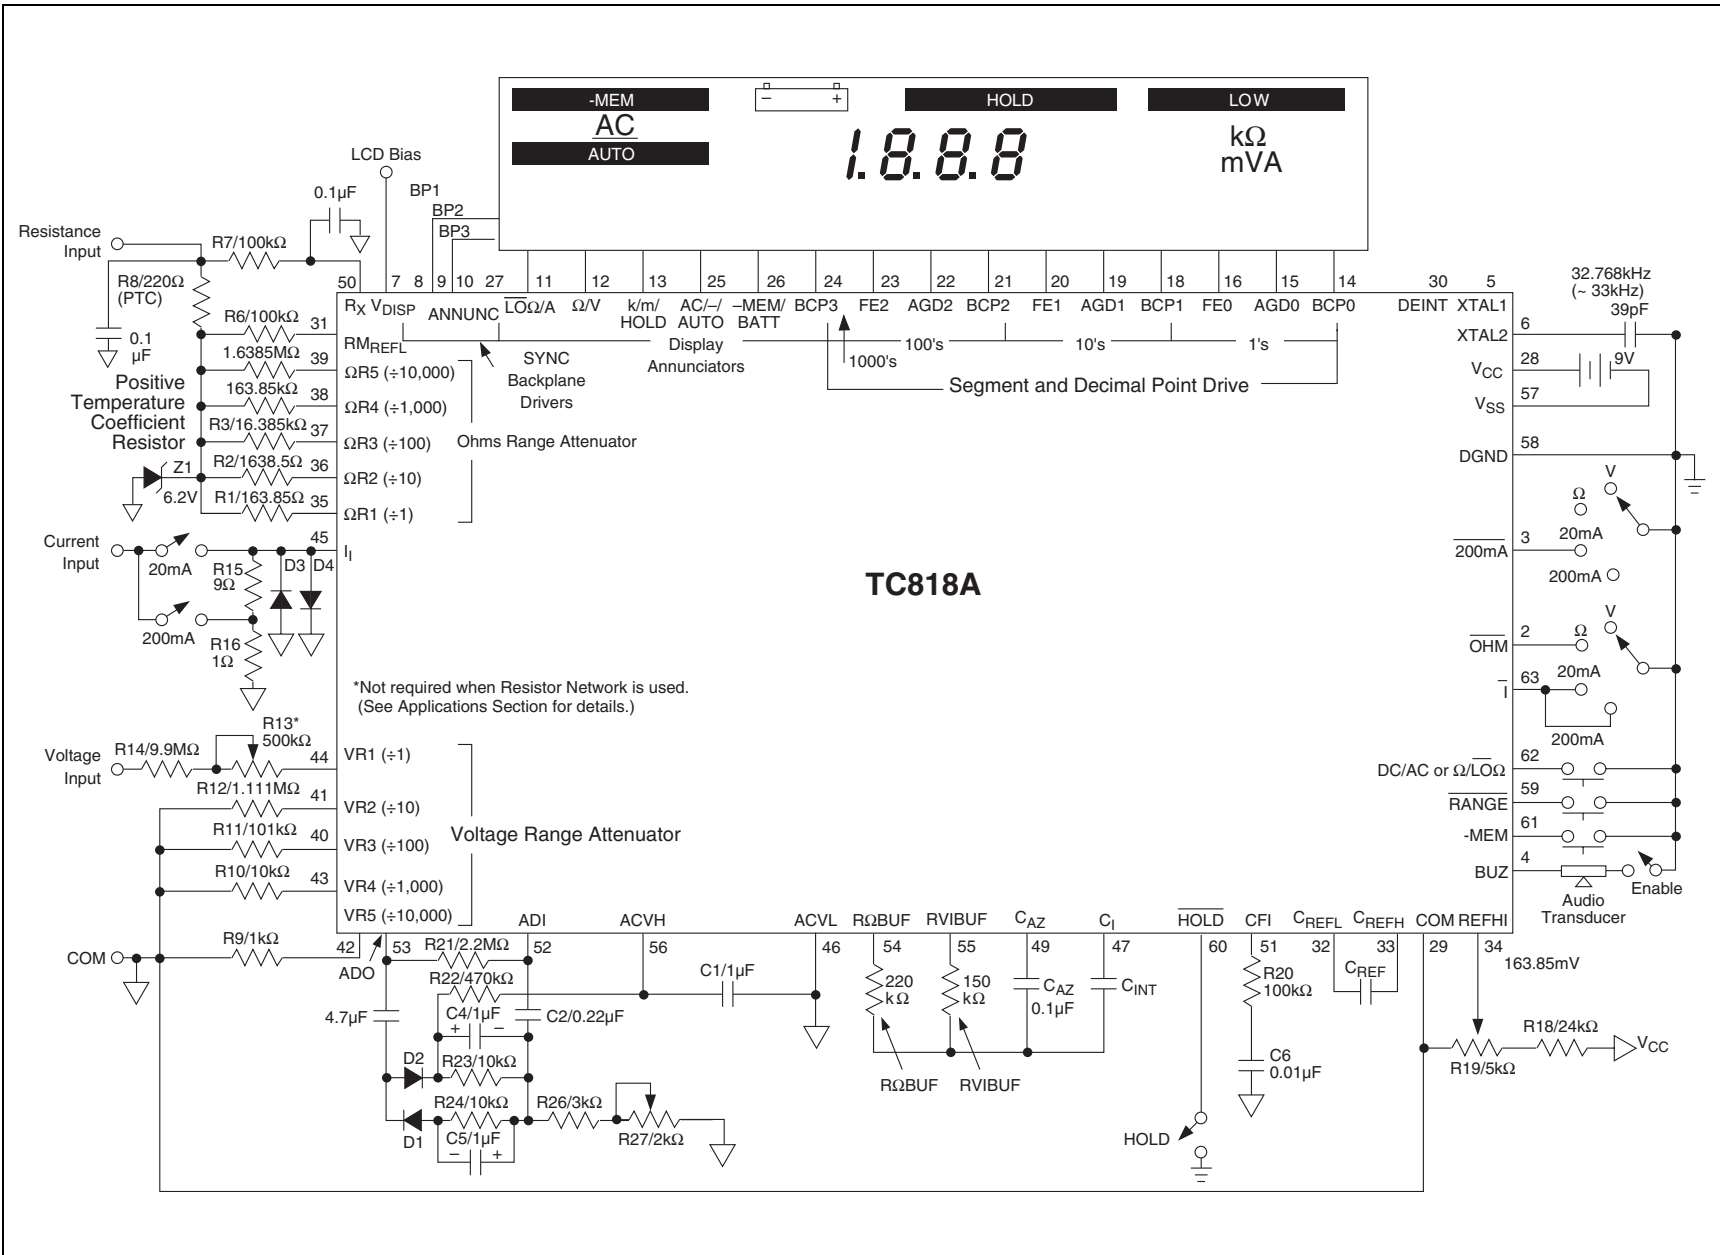 -MEM
− +
HOLD
LOW
AC
AUTO
1.8.8.8
kΩ
mVA
LCD Bias
0.1µF
BP1
BP2
BP3
Resistance
Input
R7/100kΩ
R8/220Ω
(PTC)
0.1
µF
50 7 8 9 10 27 11 12 13 25 26 24 23 22 21 20 19 18 16 15 14 30 5
32.768kHz
(~ 33kHz)
39pF
RX VDISP ANNUNC L̅O̅Ω/A Ω/V k/m/ HOLD AC/–/ AUTO –MEM/ BATT BCP3 FE2 AGD2 BCP2 FE1 AGD1 BCP1 FE0 AGD0 BCP0 DEINT XTAL1
SYNC
Backplane
Drivers
Display
Annunciators
1000's
100's
10's
1's
Segment and Decimal Point Drive
R6/100kΩ 31 RMREFL
1.6385MΩ 39 ΩR5 (÷10,000)
163.85kΩ 38 ΩR4 (÷1,000)
R3/16.385kΩ 37 ΩR3 (÷100)
R2/1638.5Ω 36 ΩR2 (÷10)
R1/163.85Ω 35 ΩR1 (÷1)
Ohms Range Attenuator
Positive
Temperature
Coefficient
Resistor
Z1
6.2V
6 XTAL2
28 VCC
9V
57 VSS
58 DGND
V
Ω
20mA
200mA
3 2̅0̅0̅m̅A̅
V
Ω
20mA
200mA
2 O̅H̅M̅
63 I̅
Current
Input
20mA
200mA
45 II
R15
9Ω
D3 D4
R16
1Ω
TC818A
*Not required when Resistor Network is used.
(See Applications Section for details.)
Voltage
Input
R14/9.9MΩ
R13*
500kΩ
44 VR1 (÷1)
R12/1.111MΩ 41 VR2 (÷10)
R11/101kΩ 40 VR3 (÷100)
R10/10kΩ 43 VR4 (÷1,000)
VR5 (÷10,000)
Voltage Range Attenuator
DC/AC or Ω/L̅O̅Ω 62
R̅A̅N̅G̅E̅ 59
-MEM 61
BUZ 4
Audio
Transducer
Enable
COM
R9/1kΩ
42
53
ADO
ADI ACVH ACVL RΩBUF RVIBUF CAZ CI H̅O̅L̅D̅ CFI CREFL CREFH COM REFHI
52 56 46 54 55 49 47 60 51 32 33 29 34
163.85mV
R21/2.2MΩ
R22/470kΩ
C1/1µF
4.7µF
C4/1µF
+ −
C2/0.22µF
D2
R23/10kΩ
R24/10kΩ
D1
C5/1µF
− +
R26/3kΩ
R27/2kΩ
220
kΩ
150
kΩ
CAZ
0.1µF
CINT
RΩBUF
RVIBUF
HOLD
R20
100kΩ
C6
0.01µF
CREF
R18/24kΩ
R19/5kΩ
VCC